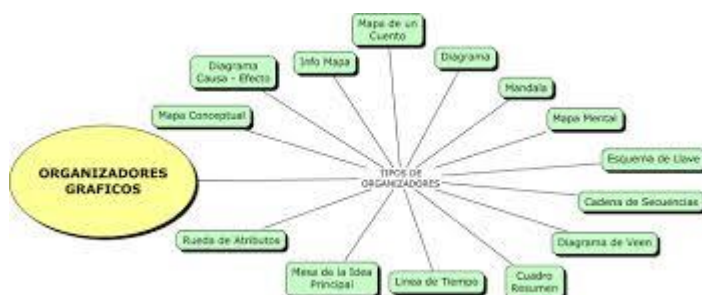 Mapa de un
Cuento
Diagrama
Info Mapa
Diagrama
Causa - Efecto
Mandala
Mapa Conceptual
Mapa Mental
ORGANIZADORES
GRAFICOS
TIPOS DE
ORGANIZADORES
Esquema de Llave
Cadena de Secuencias
Rueda de Atributos
Diagrama de Veen
Mesa de la Idea
Principal
Linea de Tiempo
Cuadro
Resumen